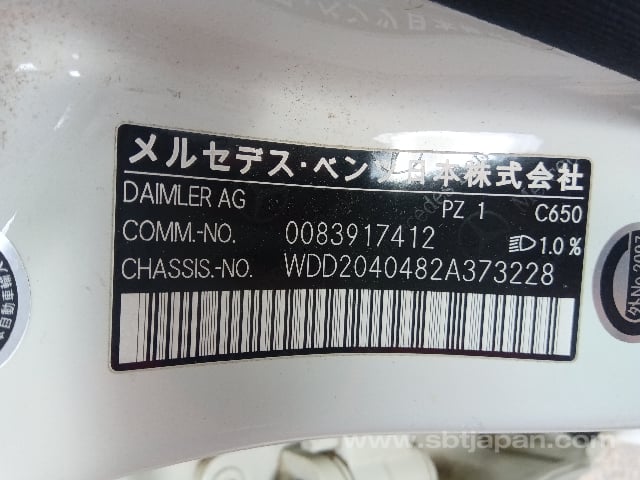 メルセデス・ベンツ日本株式会社
DAIMLER AG PZ 1 C650
COMM.-NO. 0083917412 1.0%
CHASSIS.-NO. WDD2040482A373228
www.sbtjapan.com